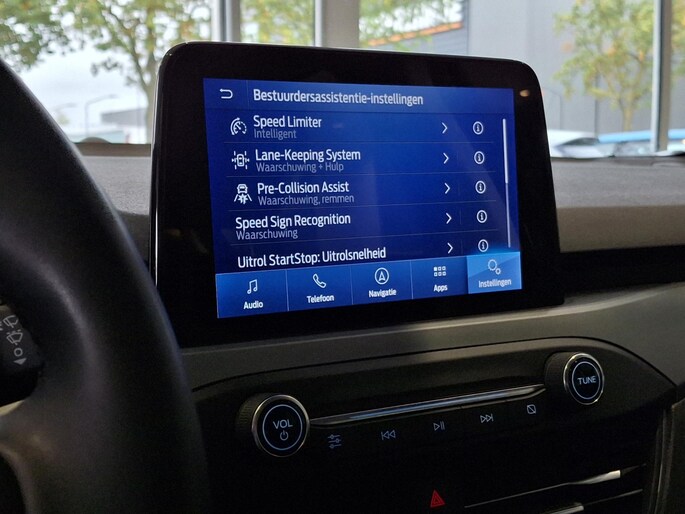 Bestuurdersassistentie-instellingen
Speed Limiter
Intelligent
Lane-Keeping System
Waarschuwing + Hulp
Pre-Collision Assist
Waarschuwing, remmen
Speed Sign Recognition
Waarschuwing
Uitrol StartStop: Uitrolsnelheid
Audio
Telefoon
Navigatie
Apps
Instellingen
VOL
TUNE